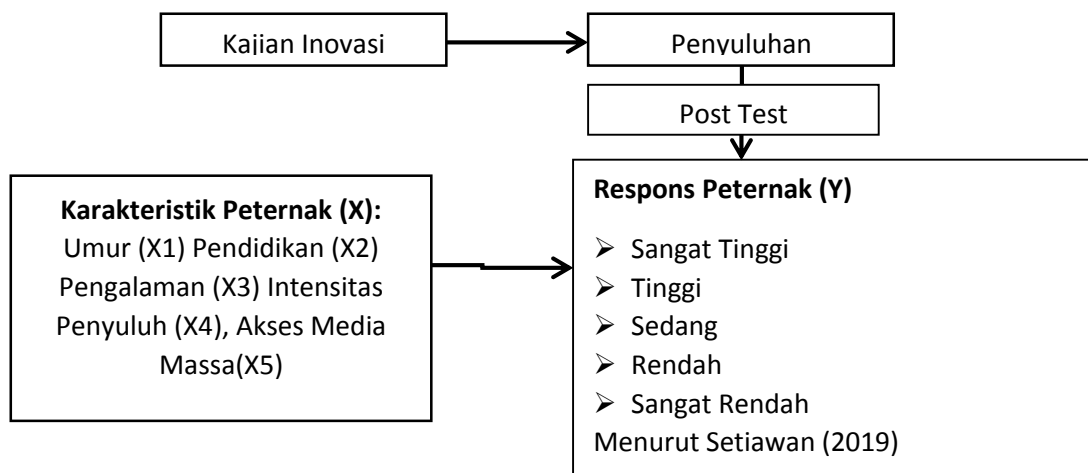 Kajian Inovasi
Penyuluhan
Post Test
Karakteristik Peternak (X):
Umur (X1) Pendidikan (X2)
Pengalaman (X3) Intensitas
Penyuluh (X4), Akses Media
Massa(X5)
Respons Peternak (Y)
➢ Sangat Tinggi
➢ Tinggi
➢ Sedang
➢ Rendah
➢ Sangat Rendah
Menurut Setiawan (2019)